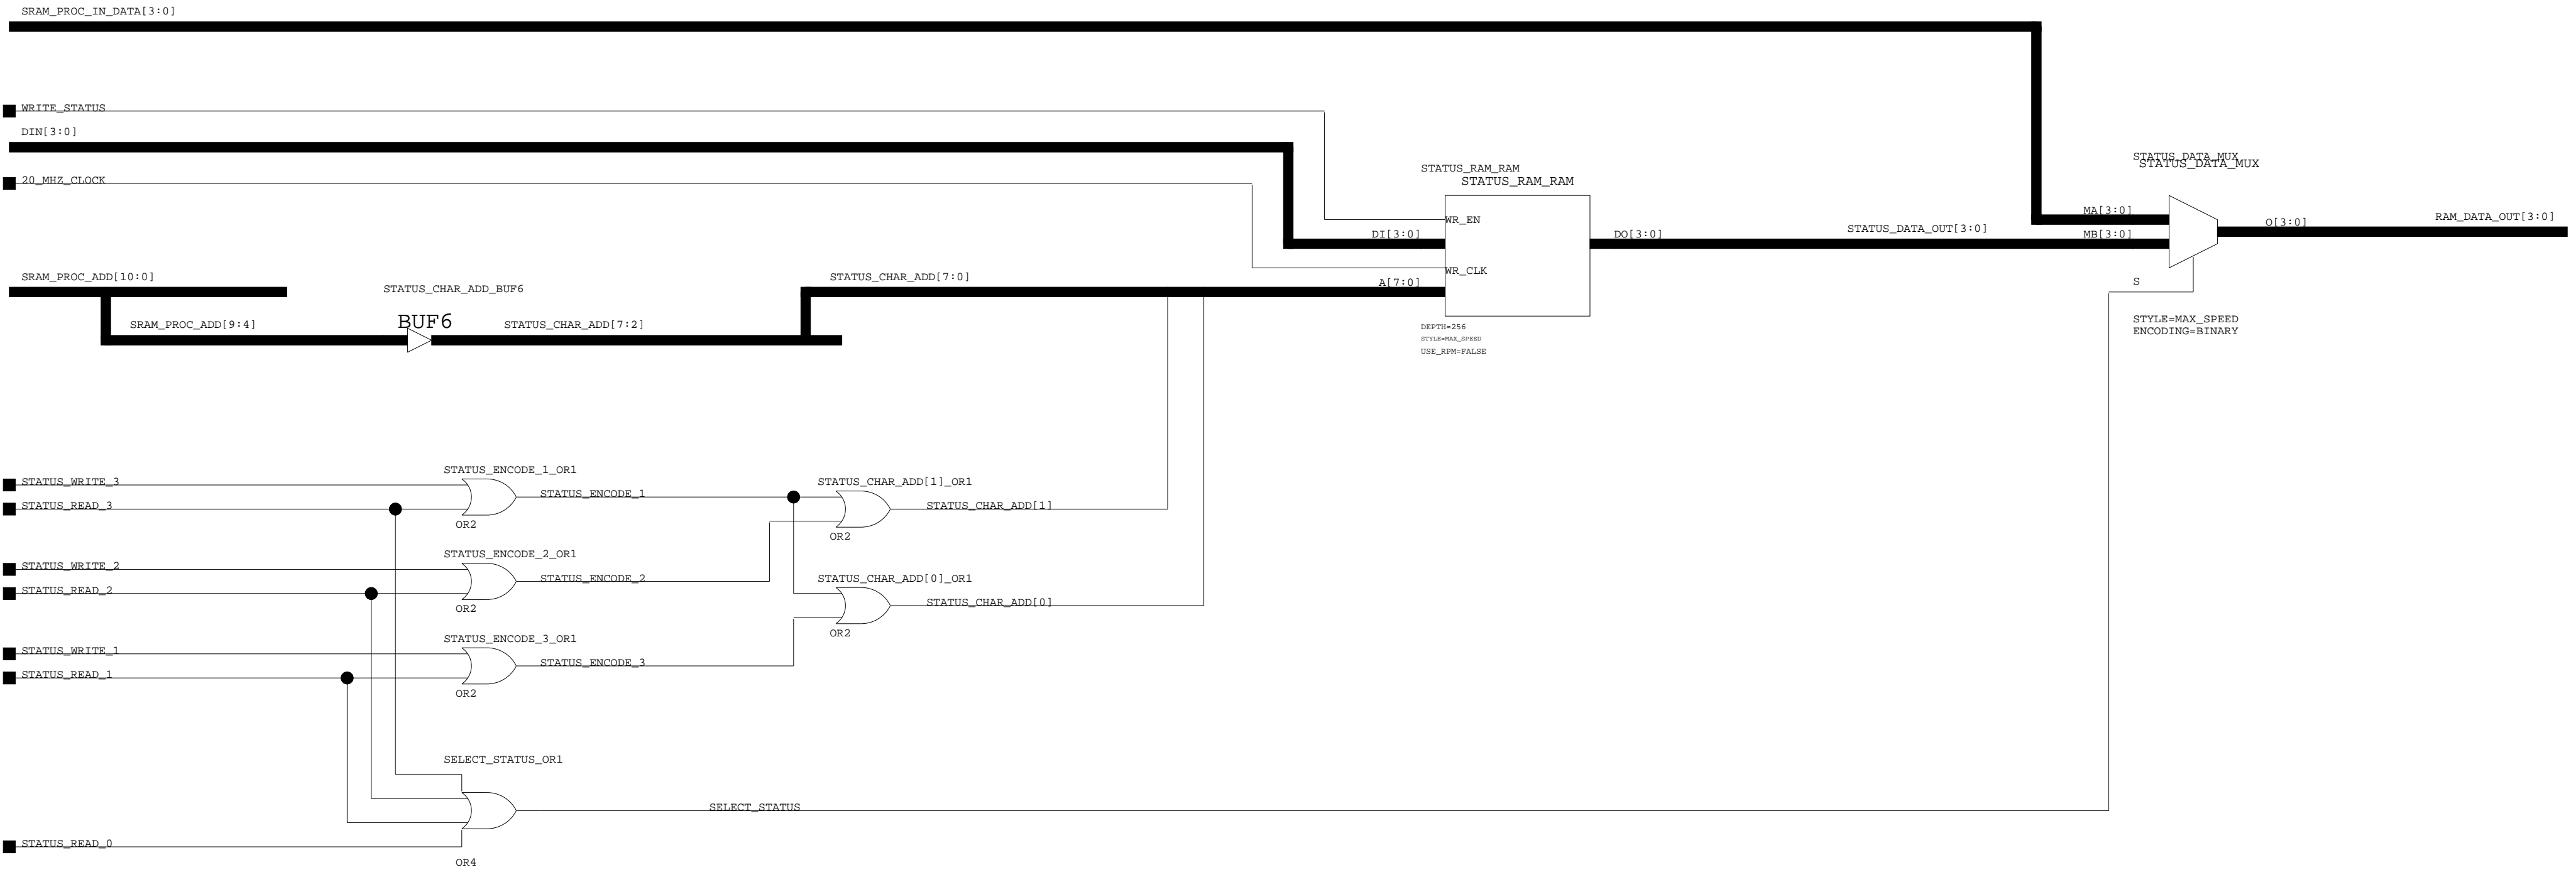 SRAM_PROC_IN_DATA[3:0]
WRITE_STATUS
DIN[3:0]
20_MHZ_CLOCK
STATUS_RAM_RAM
STATUS_RAM_RAM
WR_EN
DI[3:0]
DO[3:0]
WR_CLK
A[7:0]
DEPTH=256
STYLE=MAX_SPEED
USE_RPM=FALSE
STATUS_DATA_OUT[3:0]
STATUS_DATA_MUX
STATUS_DATA_MUX
MA[3:0]
MB[3:0]
O[3:0]
RAM_DATA_OUT[3:0]
S
STYLE=MAX_SPEED
ENCODING=BINARY
SRAM_PROC_ADD[10:0]
STATUS_CHAR_ADD_BUF6
STATUS_CHAR_ADD[7:0]
SRAM_PROC_ADD[9:4]
BUF6
STATUS_CHAR_ADD[7:2]
STATUS_WRITE_3
STATUS_READ_3
STATUS_ENCODE_1_OR1
STATUS_ENCODE_1
OR2
STATUS_CHAR_ADD[1]_OR1
STATUS_CHAR_ADD[1]
OR2
STATUS_WRITE_2
STATUS_READ_2
STATUS_ENCODE_2_OR1
STATUS_ENCODE_2
OR2
STATUS_CHAR_ADD[0]_OR1
STATUS_CHAR_ADD[0]
OR2
STATUS_WRITE_1
STATUS_READ_1
STATUS_ENCODE_3_OR1
STATUS_ENCODE_3
OR2
SELECT_STATUS_OR1
SELECT_STATUS
STATUS_READ_0
OR4